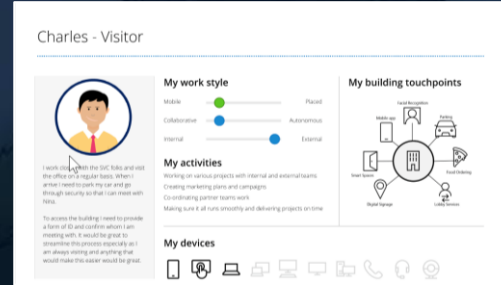 Charles - Visitor
My work style
Mobile Placed
Collaborative Autonomous
Internal External
My activities
Working on various projects with internal and external teams
Creating marketing plans and campaigns
Co-ordinating partner teams work
Making sure it all runs smoothly and delivering projects on time
My devices
My building touchpoints
Facial Recognition
Mobile app
Parking
Smart Spaces
Food Ordering
Digital Signage
Lobby Services
I work with the SVC folks and visit
the office on a regular basis. When I
arrive I need to park my car and go
through security so that I can meet with
Nina.
To access the building I need to provide
a form of ID and confirm whom I am
meeting with. It would be great to
streamline this process especially as I
am always visiting and anything that
would make this easier would be great.